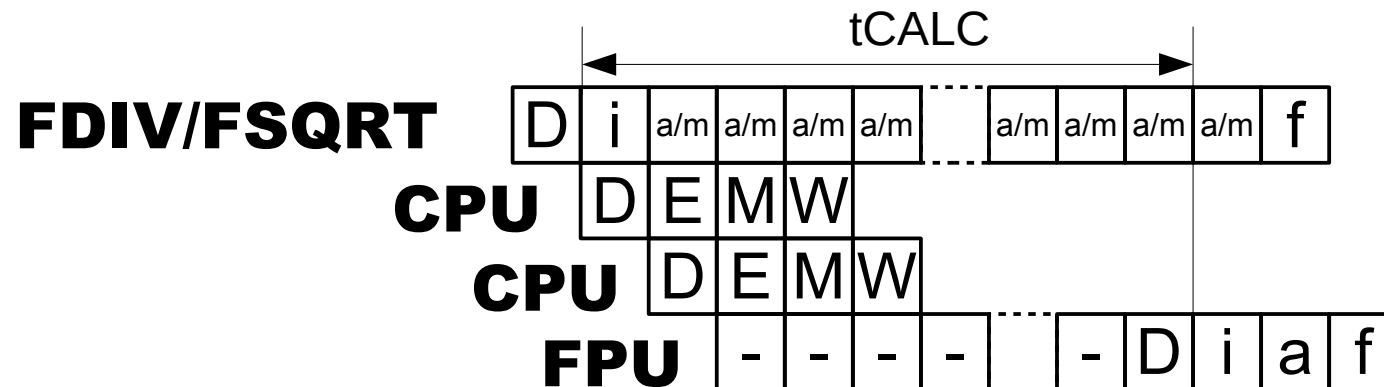 tCALC
FDIV/FSQRT D i a/m a/m a/m a/m a/m a/m a/m a/m f
CPU D E M W
CPU D E M W
FPU - - - - - D i a f